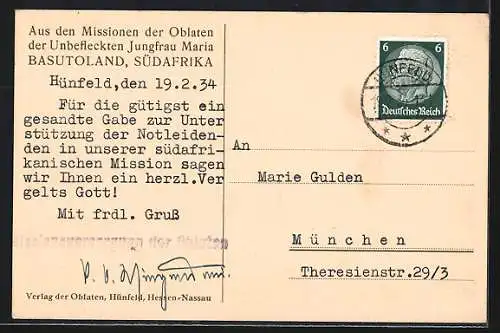 Aus den Missionen der Oblaten
der Unbefleckten Jungfrau Maria
BASUTOLAND, SÜDAFRIKA
Hünfeld,den 19.2.34
Für die gütigst ein
gesandte Gabe zur Unter
stützung der Notleiden-
den in unserer südafri-
kanischen Mission sagen
wir Ihnen ein herzl.Ver
gelts Gott!
Mit frdl. Gruß
Verlag der Oblaten, Hünfeld, Hessen-Nassau
6 6
Deutsches Reich
HÜNFELD
An
Marie Gulden
München
Theresienstr.29/3